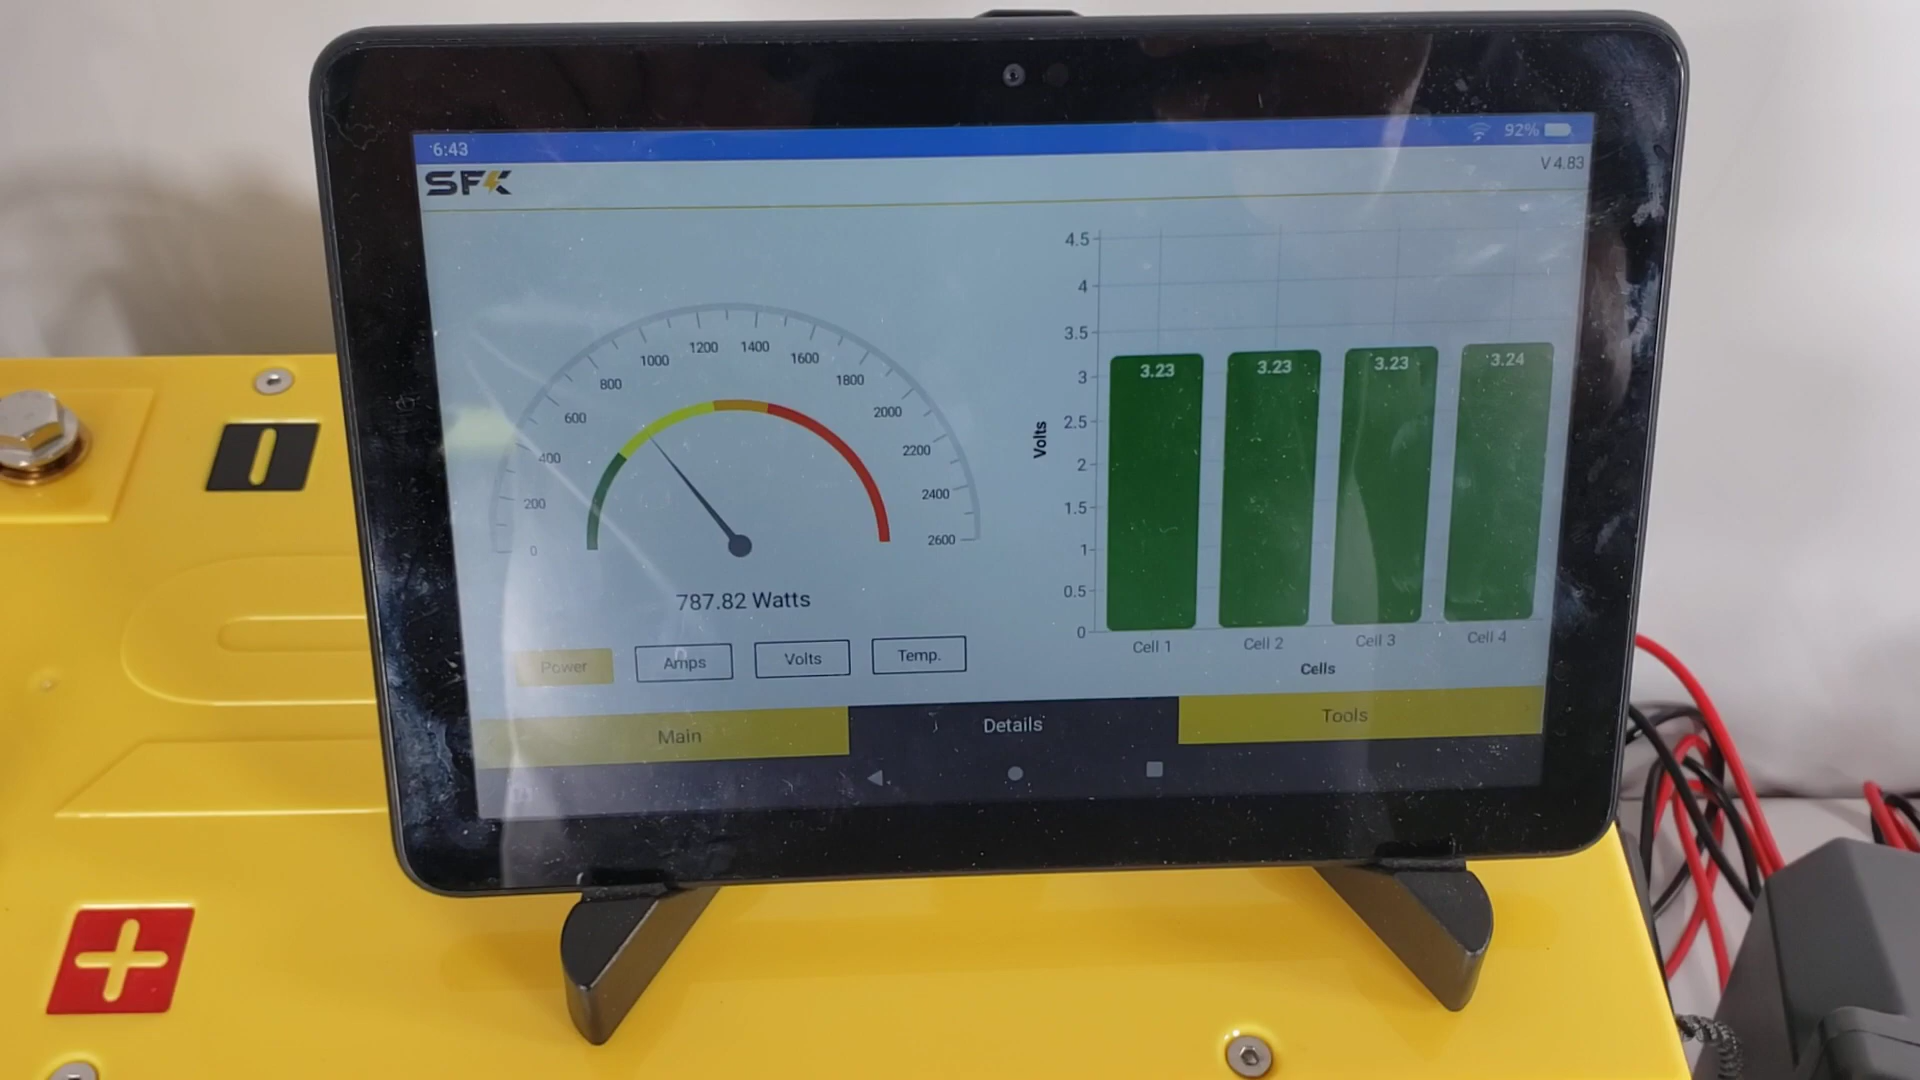 6:43
92%
SFK
V 4.83
0
200
400
600
800
1000
1200
1400
1600
1800
2000
2200
2400
2600
787.82 Watts
Power
Amps
Volts
Temp.
4.5
4
3.5
3
2.5
2
1.5
1
0.5
0
Volts
3.23
3.23
3.23
3.24
Cell 1
Cell 2
Cell 3
Cell 4
Cells
Main
Details
Tools